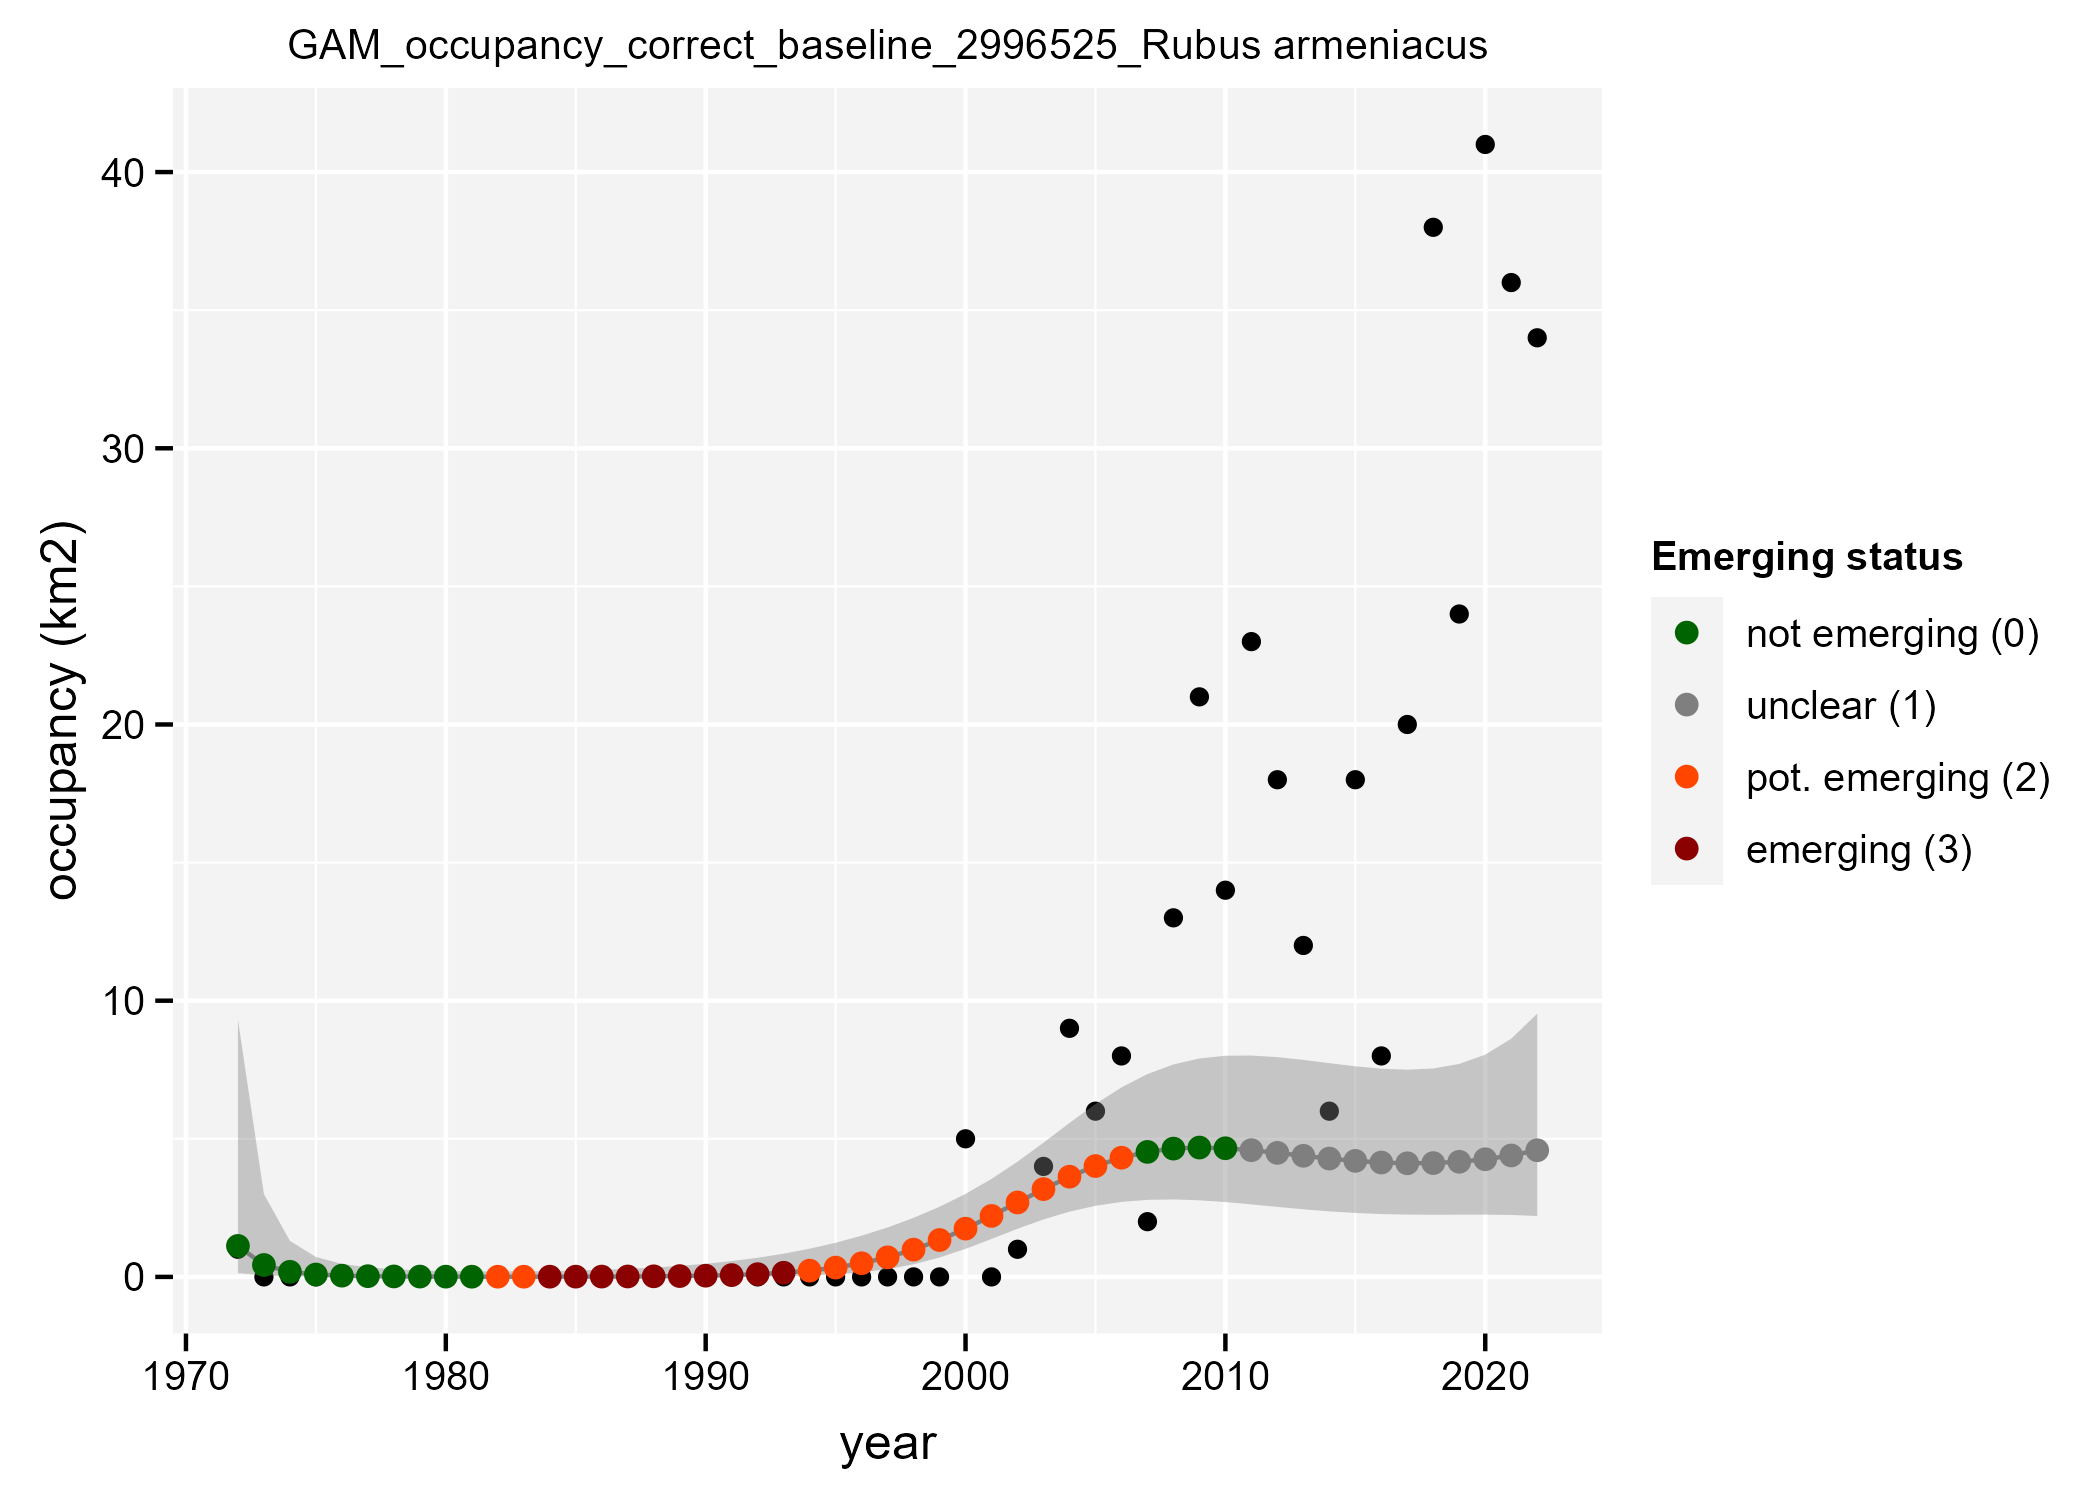 GAM_occupancy_correct_baseline_2996525_Rubus armeniacus
occupancy (km2)
40
30
20
10
0
1970 1980 1990 2000 2010 2020
year
Emerging status
not emerging (0)
unclear (1)
pot. emerging (2)
emerging (3)